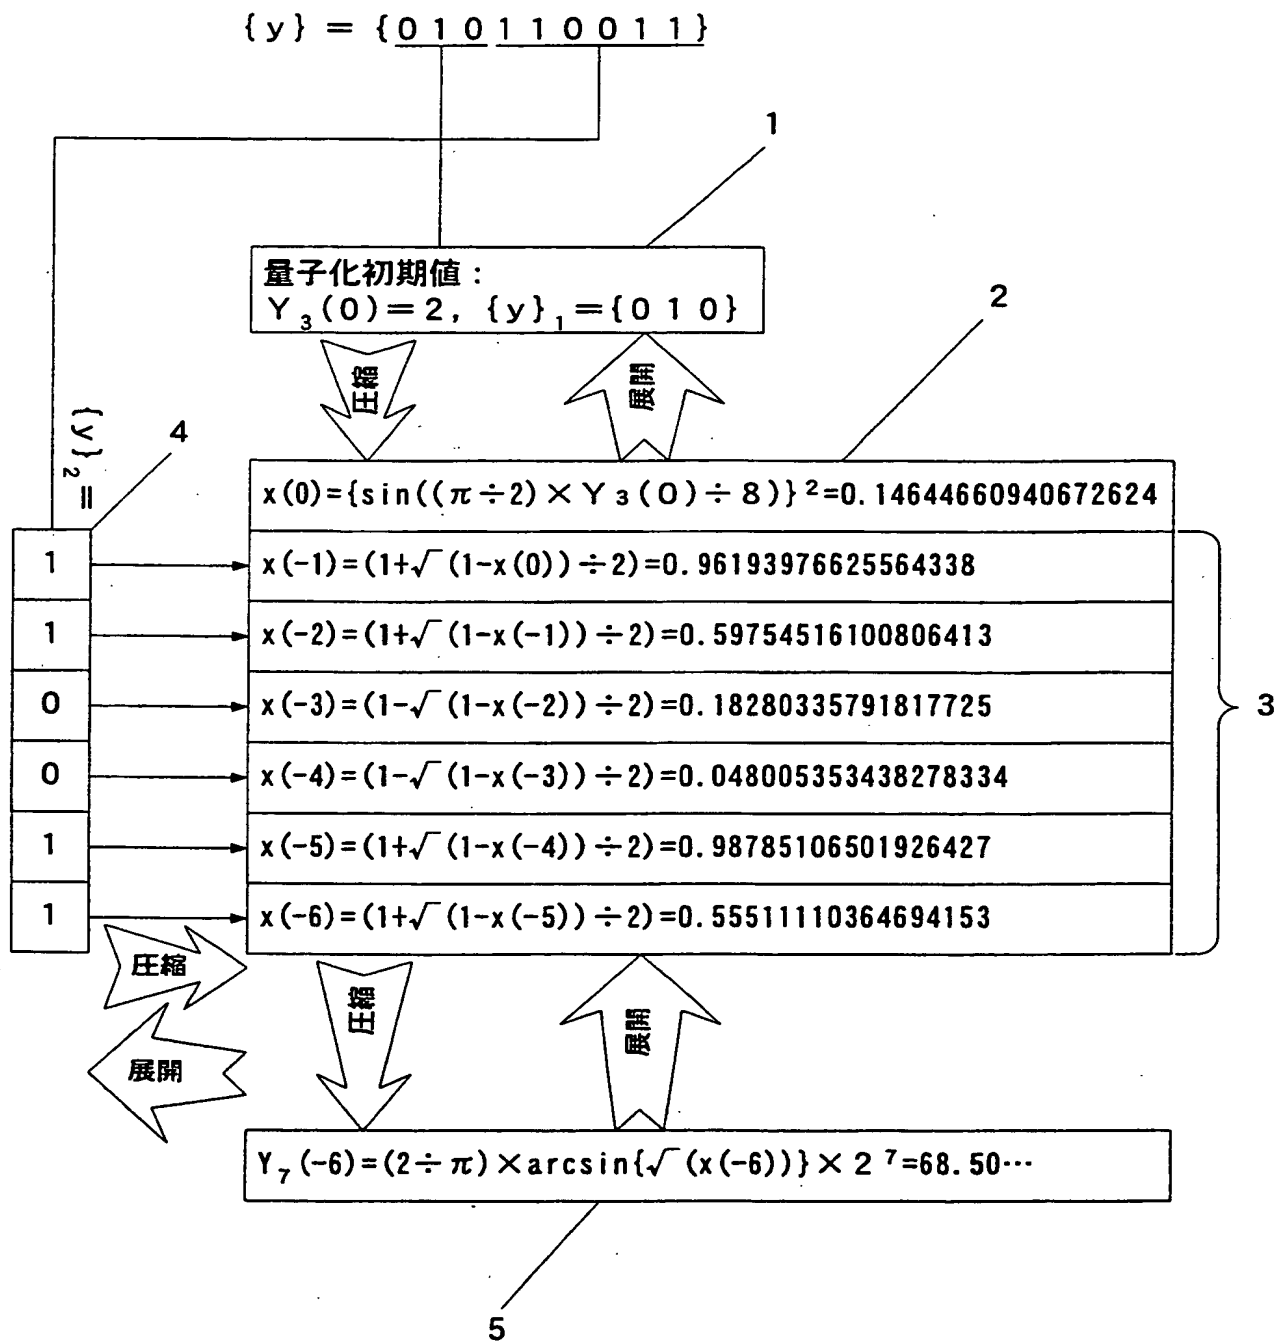 {y} = {010110011}
1
量子化初期値：
Y₃(0)=2, {y}₁={010}
2
圧縮
展開
{y}₂=
4
x(0)={sin((π÷2)×Y₃(0)÷8)}²=0.14644660940672624
1
x(-1)=(1+√(1-x(0))÷2)=0.96193976625564338
1
x(-2)=(1+√(1-x(-1))÷2)=0.59754516100806413
0
x(-3)=(1-√(1-x(-2))÷2)=0.18280335791817725
3
0
x(-4)=(1-√(1-x(-3))÷2)=0.048005353438278334
1
x(-5)=(1+√(1-x(-4))÷2)=0.98785106501926427
1
x(-6)=(1+√(1-x(-5))÷2)=0.55511110364694153
圧縮
圧縮
展開
展開
Y₇(-6)=(2÷π)×arcsin{√(x(-6))}×2⁷=68.50⋯
5